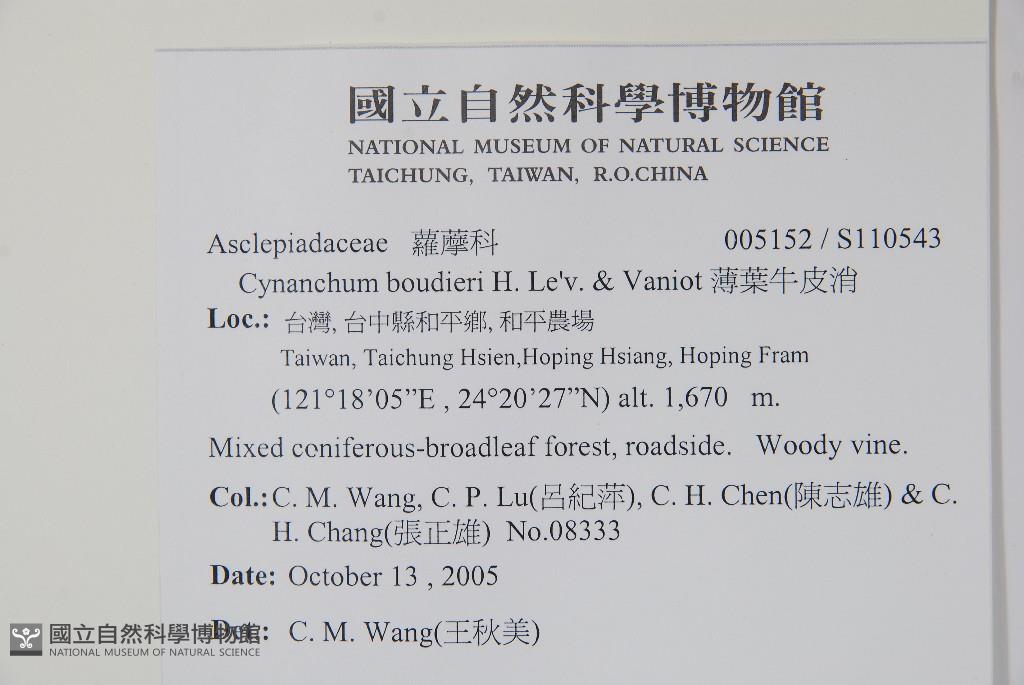 國立自然科學博物館
NATIONAL MUSEUM OF NATURAL SCIENCE
TAICHUNG, TAIWAN, R.O.CHINA
Asclepiadaceae 蘿藦科 005152 / S110543
Cynanchum boudieri H. Le'v. & Vaniot 薄葉牛皮消
Loc.: 台灣, 台中縣和平鄉, 和平農場
Taiwan, Taichung Hsien,Hoping Hsiang, Hoping Fram
(121°18’05”E , 24°20’27”N) alt. 1,670 m.
Mixed coniferous-broadleaf forest, roadside. Woody vine.
Col.: C. M. Wang, C. P. Lu(呂紀萍), C. H. Chen(陳志雄) & C.
H. Chang(張正雄) No.08333
Date: October 13 , 2005
Det: C. M. Wang(王秋美)
國立自然科學博物館
NATIONAL MUSEUM OF NATURAL SCIENCE